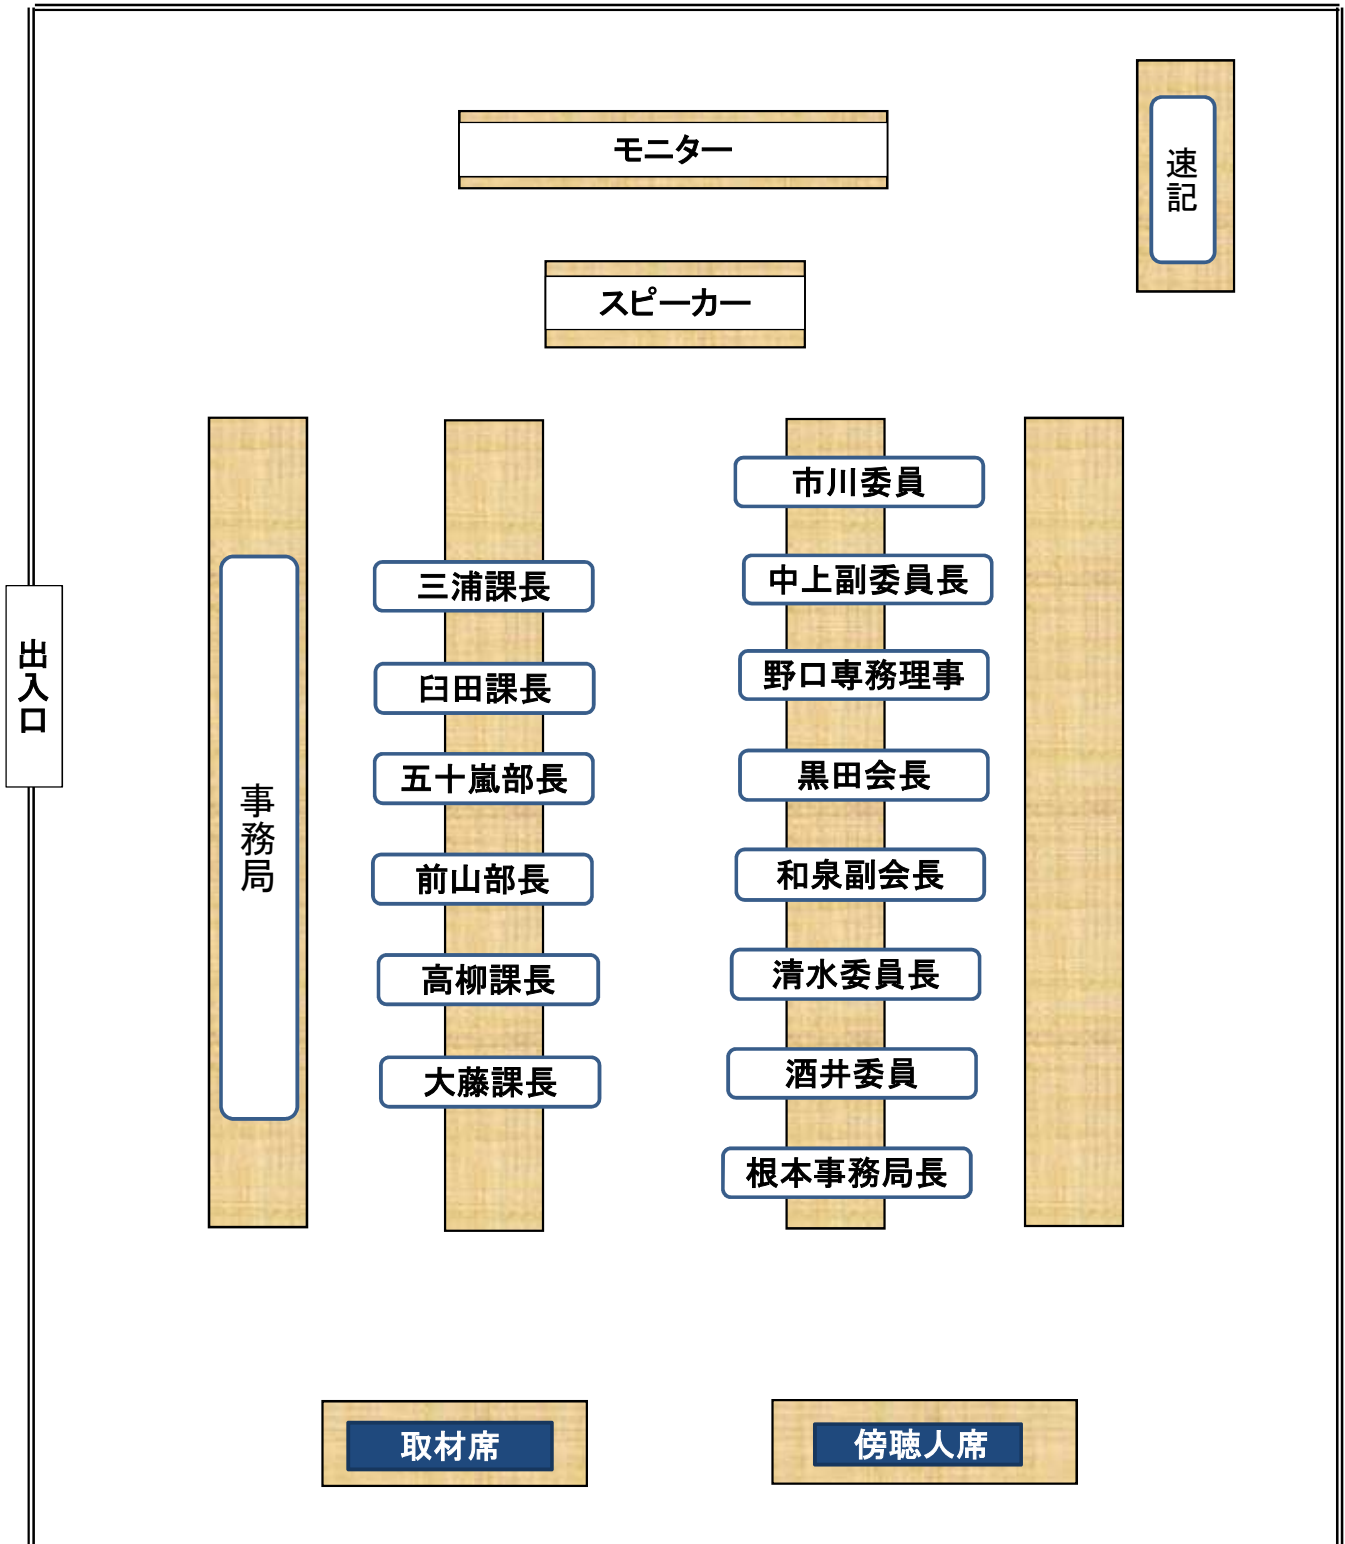 モニター
速記
スピーカー
市川委員
中上副委員長
野口専務理事
黒田会長
和泉副会長
清水委員長
酒井委員
根本事務局長
三浦課長
臼田課長
五十嵐部長
前山部長
高柳課長
大藤課長
事務局
出入口
取材席
傍聴人席